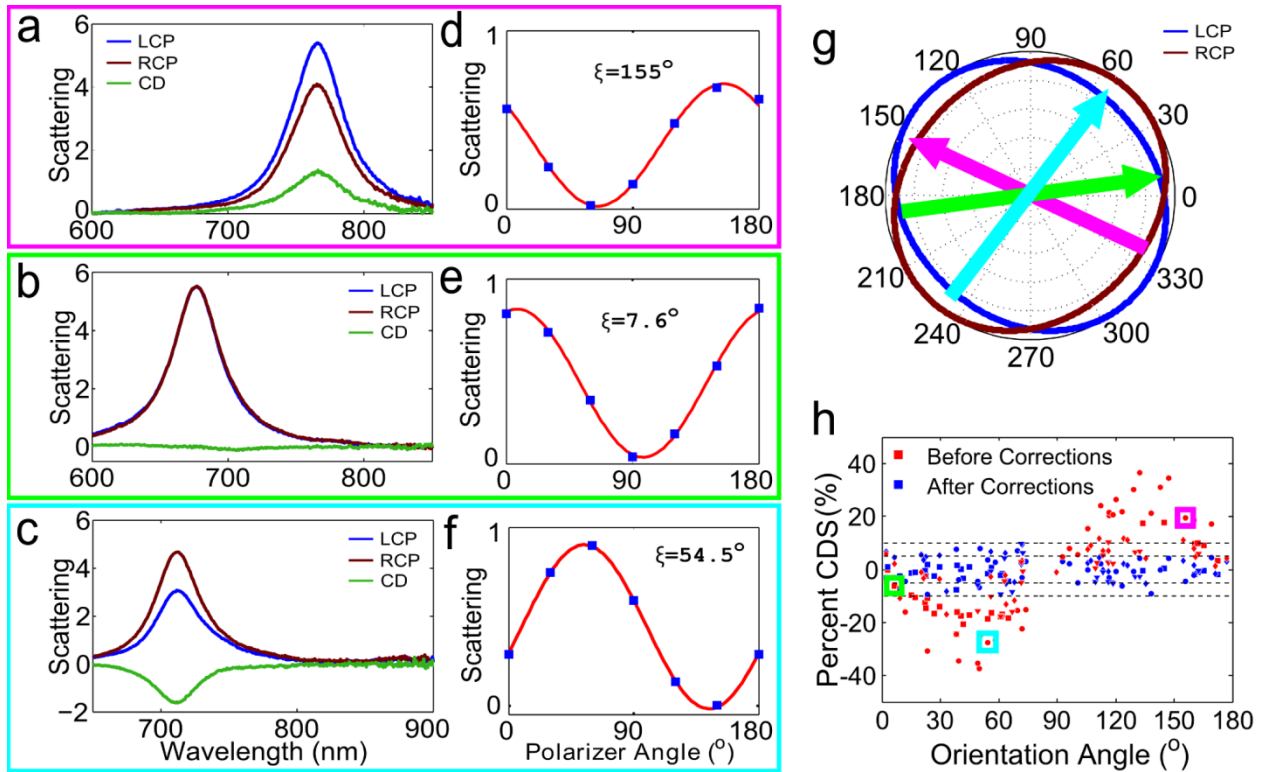 a
Scattering
6
4
2
0
600
700
800
LCP
RCP
CD
d
Scattering
1
0
0
90
180
ξ=155°
b
Scattering
6
4
2
0
600
700
800
LCP
RCP
CD
e
Scattering
1
0
0
90
180
ξ=7.6°
c
Scattering
6
4
2
0
−2
700
800
900
Wavelength (nm)
LCP
RCP
CD
f
Scattering
1
0
0
90
180
Polarizer Angle (°)
ξ=54.5°
g
LCP
RCP
90
60
30
0
330
300
270
240
210
180
150
120
h
Before Corrections
After Corrections
Percent CDS(%)
40
20
0
-20
-40
0
30
60
90
120
150
180
Orientation Angle (°)